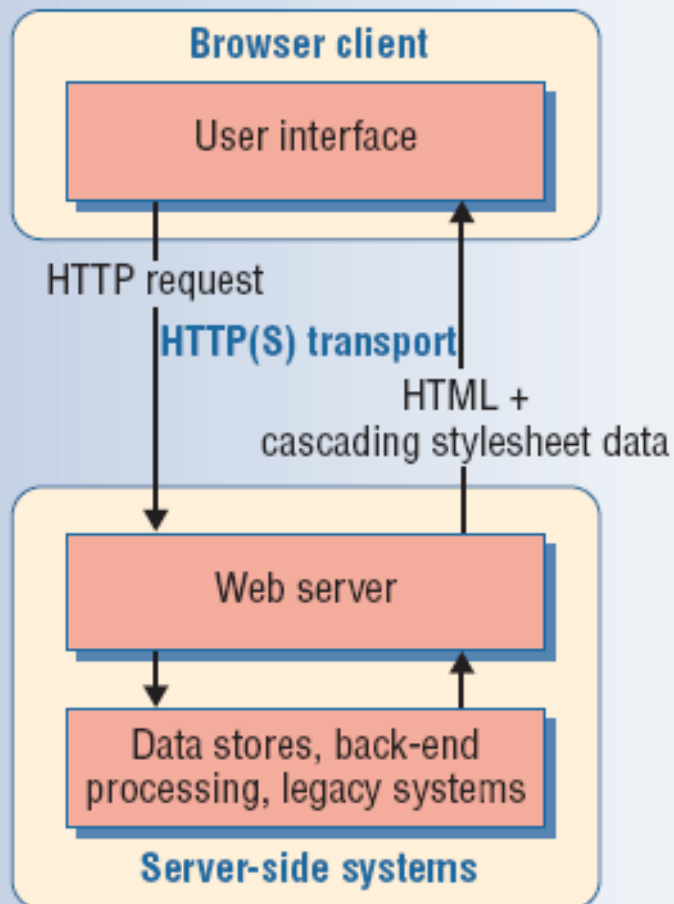 Browser client
User interface
HTTP request
HTTP(S) transport
HTML +
cascading stylesheet data
Web server
Data stores, back-end
processing, legacy systems
Server-side systems